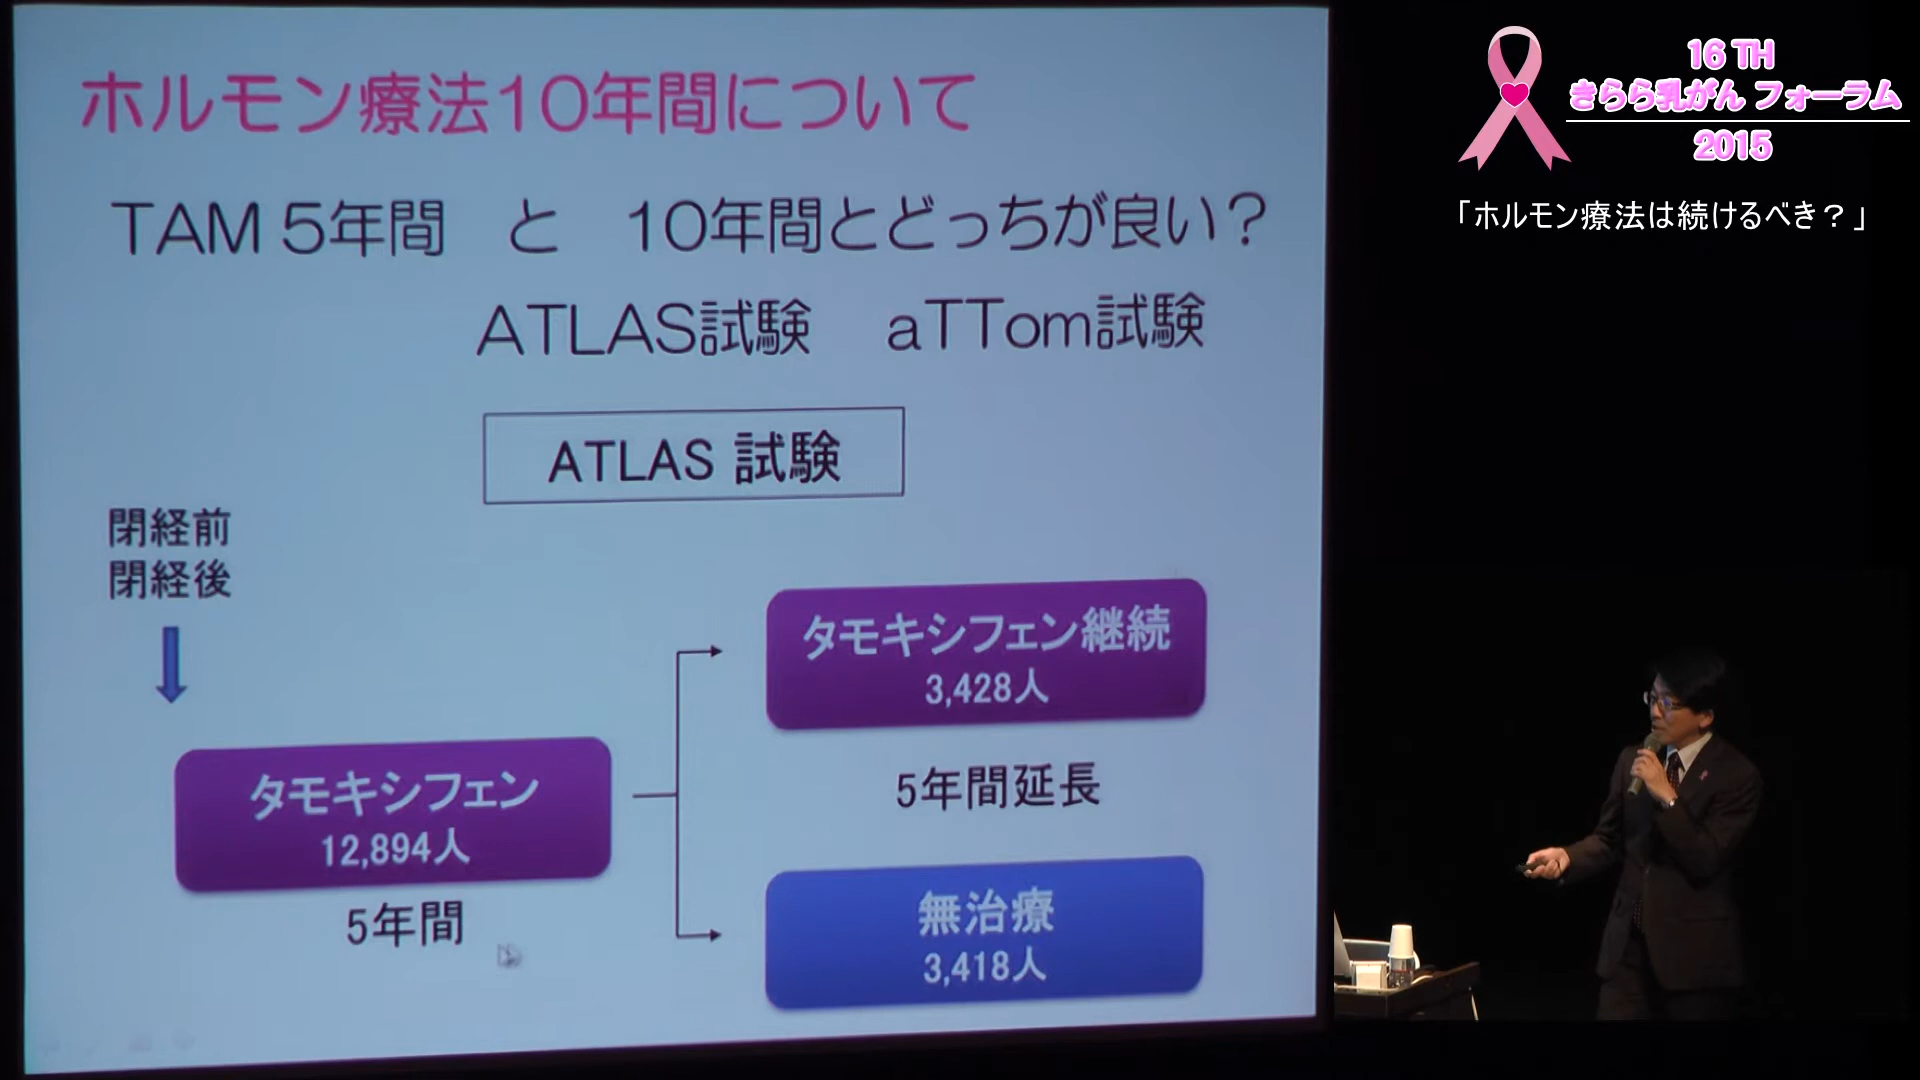 ホルモン療法10年間について
TAM 5年間 と 10年間とどっちが良い?
ATLAS試験 aTTom試験
ATLAS 試験
閉経前
閉経後
タモキシフェン
12,894人
5年間
タモキシフェン継続
3,428人
5年間延長
無治療
3,418人
16 TH
きらら乳がん フォーラム
2015
「ホルモン療法は続けるべき？」